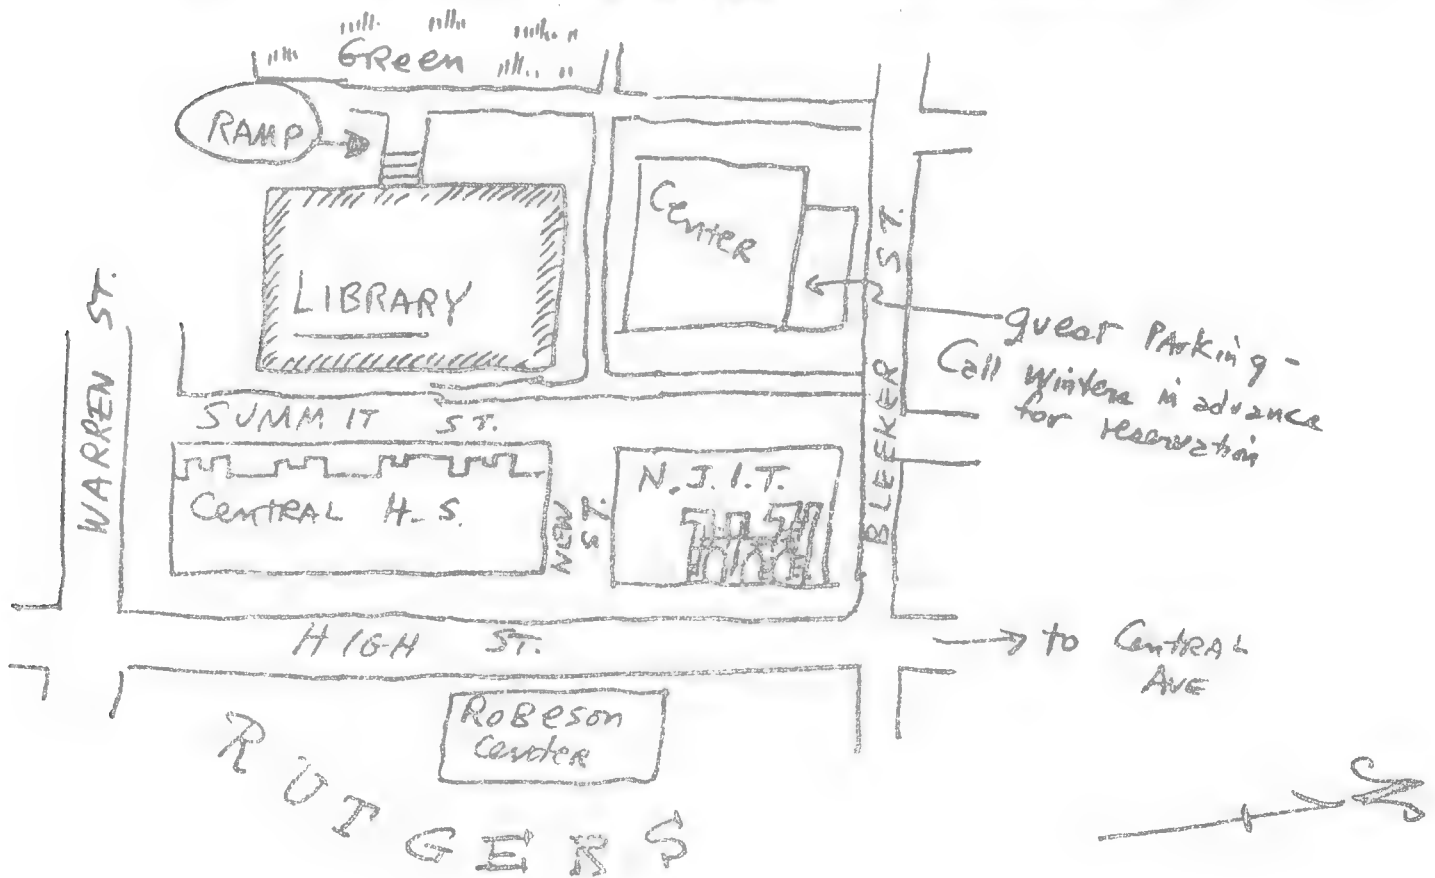 GReen
RAMP
CenteR
LIBRARY
WARREN ST.
BLEEKER ST.
guest PArking -
Call Winters in advance
for reservation
SUMMIT ST.
CentRAL H.S.
NEW ST.
N.J.I.T.
HIGH ST.
to CentRAL
Ave
RoBeson
CenteR
RUTGERS
N